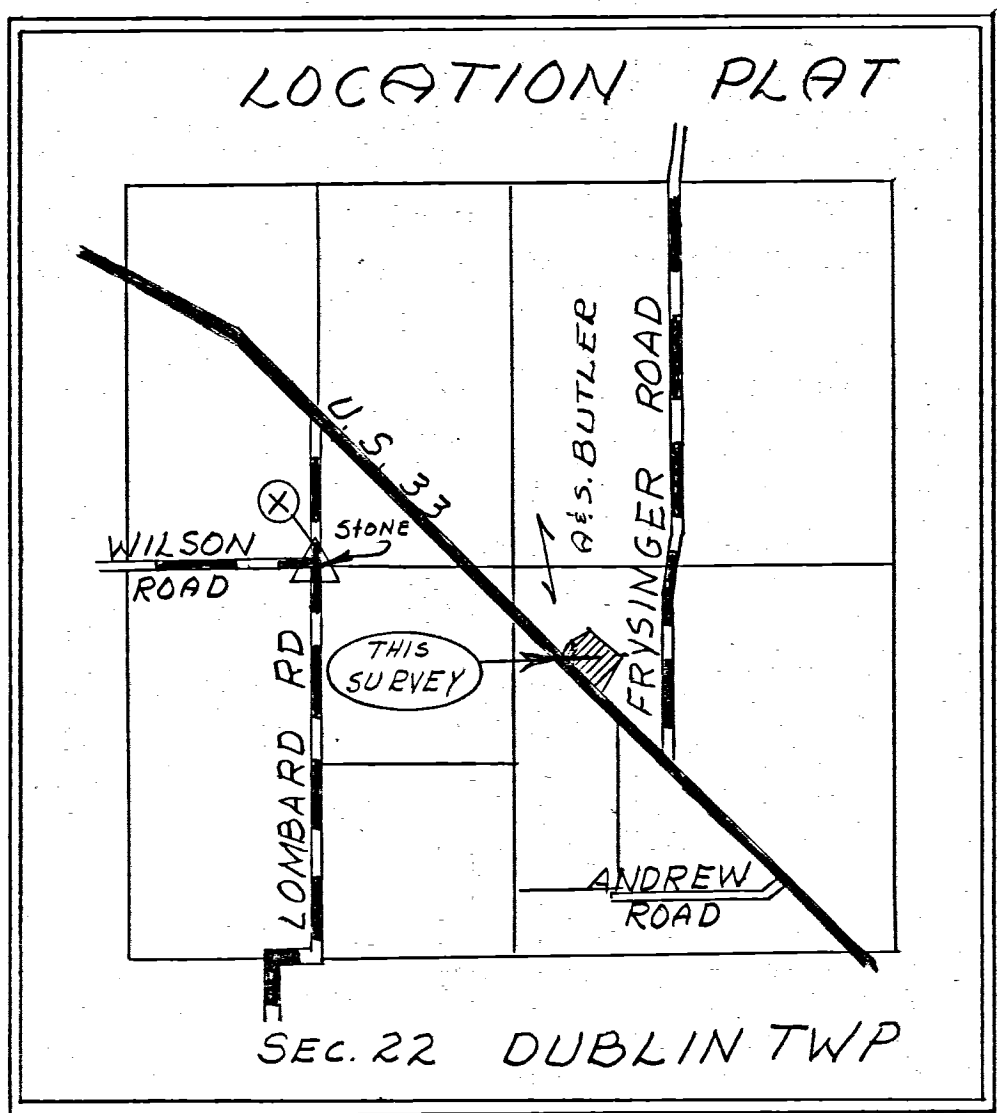 LOCATION PLAT
A & S. BUTLER
FRYSINGER ROAD
U. S. 33
X
STONE
WILSON
ROAD
THIS
SURVEY
LOMBARD RD
ANDREW
ROAD
SEC. 22 DUBLIN TWP